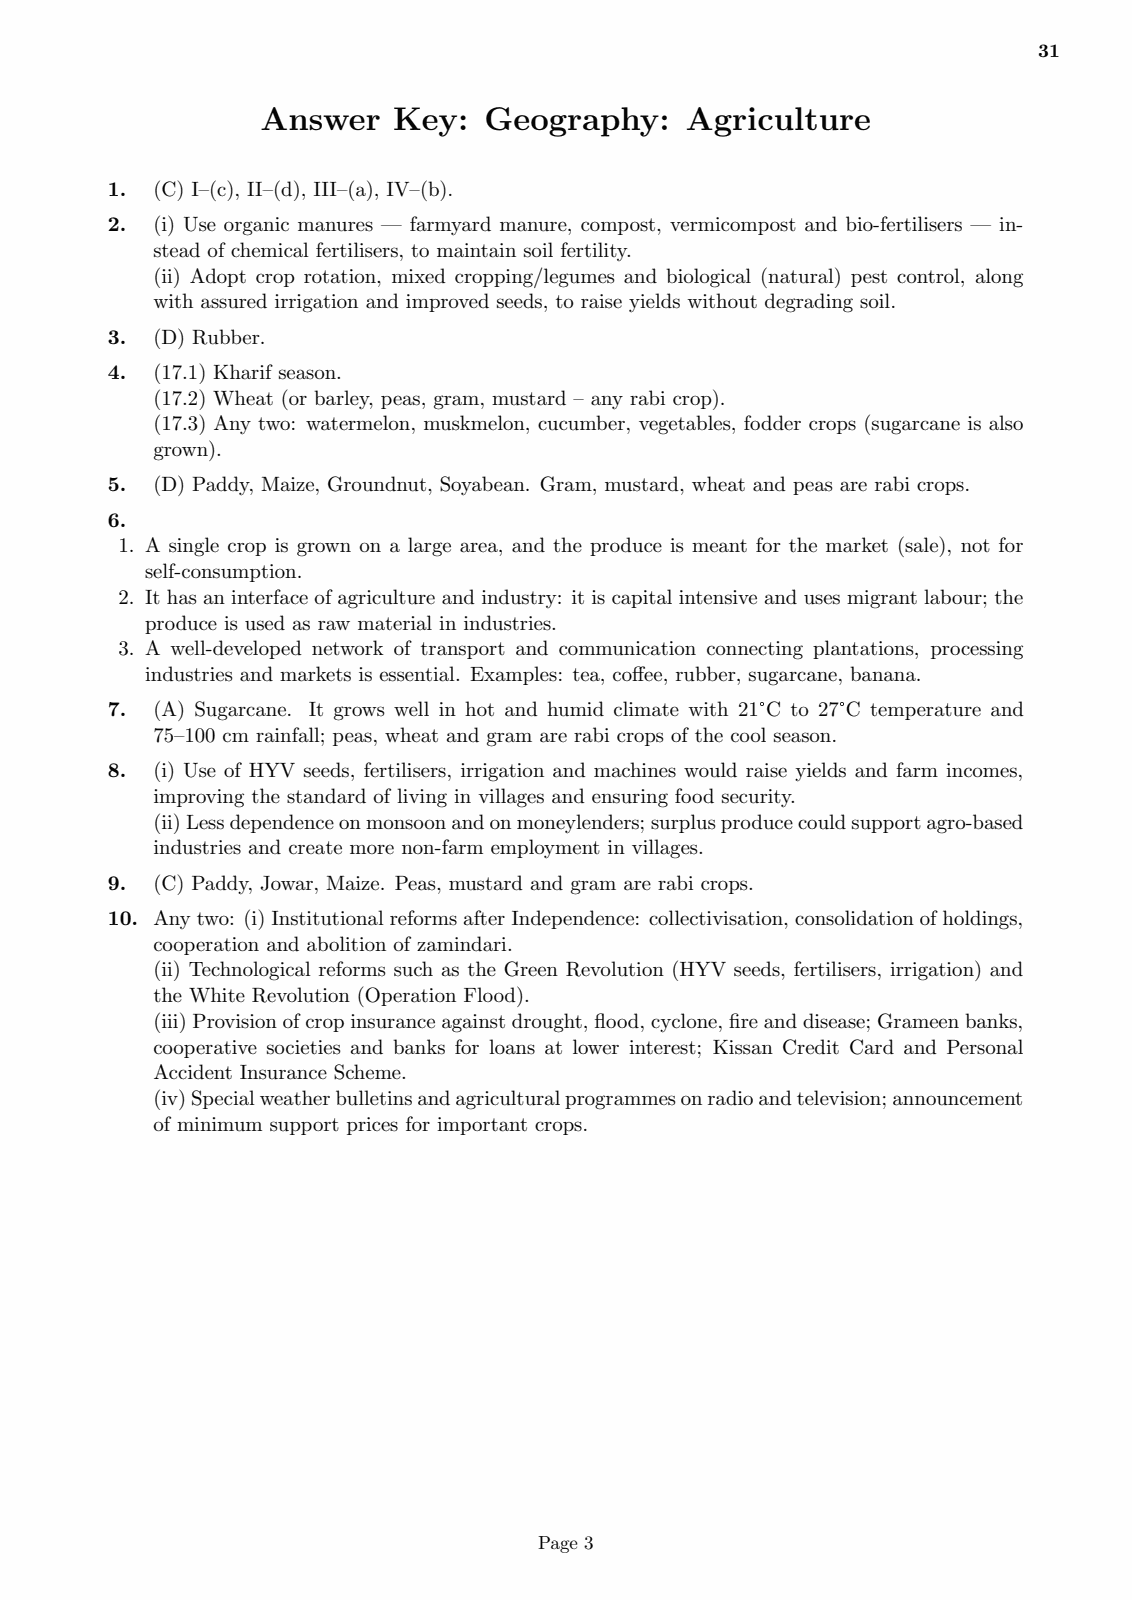 31
Answer Key: Geography: Agriculture
1. (C) I–(c), II–(d), III–(a), IV–(b).
2. (i) Use organic manures — farmyard manure, compost, vermicompost and bio-fertilisers — in-
stead of chemical fertilisers, to maintain soil fertility.
(ii) Adopt crop rotation, mixed cropping/legumes and biological (natural) pest control, along
with assured irrigation and improved seeds, to raise yields without degrading soil.
3. (D) Rubber.
4. (17.1) Kharif season.
(17.2) Wheat (or barley, peas, gram, mustard – any rabi crop).
(17.3) Any two: watermelon, muskmelon, cucumber, vegetables, fodder crops (sugarcane is also
grown).
5. (D) Paddy, Maize, Groundnut, Soyabean. Gram, mustard, wheat and peas are rabi crops.
6.
1. A single crop is grown on a large area, and the produce is meant for the market (sale), not for
self-consumption.
2. It has an interface of agriculture and industry: it is capital intensive and uses migrant labour; the
produce is used as raw material in industries.
3. A well-developed network of transport and communication connecting plantations, processing
industries and markets is essential. Examples: tea, coffee, rubber, sugarcane, banana.
7. (A) Sugarcane. It grows well in hot and humid climate with 21°C to 27°C temperature and
75–100 cm rainfall; peas, wheat and gram are rabi crops of the cool season.
8. (i) Use of HYV seeds, fertilisers, irrigation and machines would raise yields and farm incomes,
improving the standard of living in villages and ensuring food security.
(ii) Less dependence on monsoon and on moneylenders; surplus produce could support agro-based
industries and create more non-farm employment in villages.
9. (C) Paddy, Jowar, Maize. Peas, mustard and gram are rabi crops.
10. Any two: (i) Institutional reforms after Independence: collectivisation, consolidation of holdings,
cooperation and abolition of zamindari.
(ii) Technological reforms such as the Green Revolution (HYV seeds, fertilisers, irrigation) and
the White Revolution (Operation Flood).
(iii) Provision of crop insurance against drought, flood, cyclone, fire and disease; Grameen banks,
cooperative societies and banks for loans at lower interest; Kissan Credit Card and Personal
Accident Insurance Scheme.
(iv) Special weather bulletins and agricultural programmes on radio and television; announcement
of minimum support prices for important crops.
Page 3